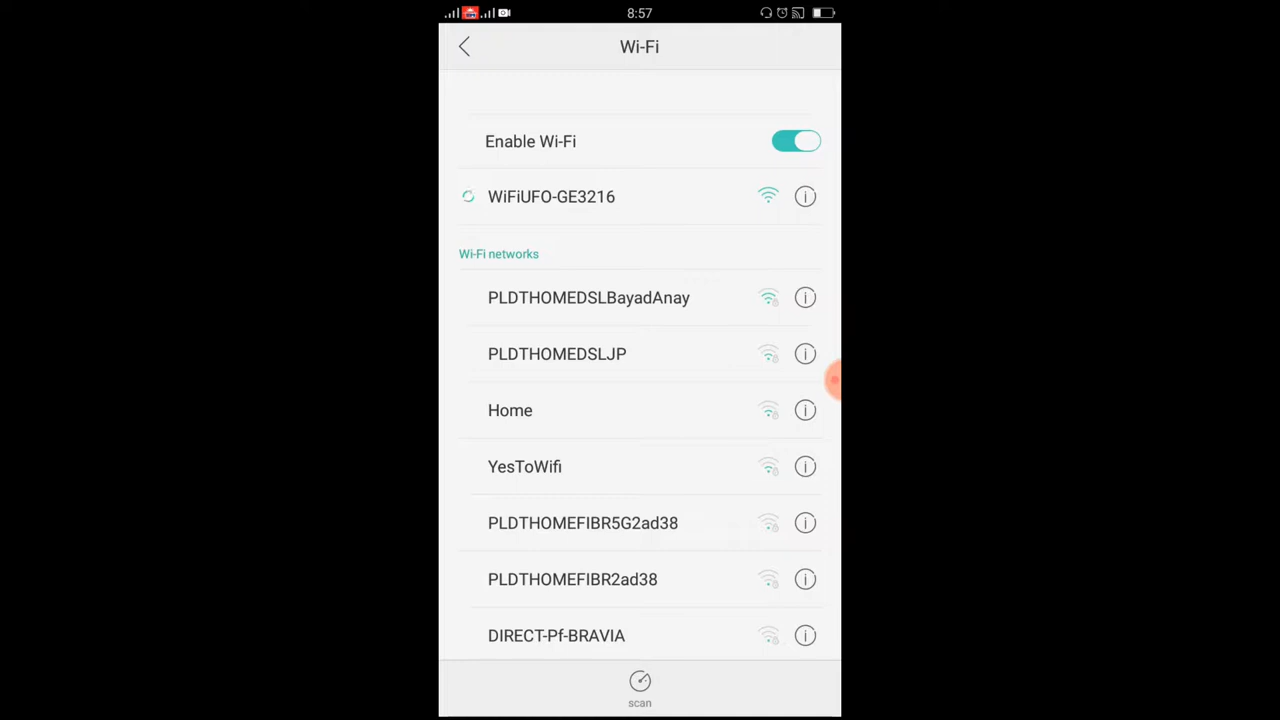 8:57
Wi-Fi
Enable Wi-Fi
WiFiUFO-GE3216
Wi-Fi networks
PLDTHOMEDSLBayadAnay
PLDTHOMEDSLJP
Home
YesToWifi
PLDTHOMEFIBR5G2ad38
PLDTHOMEFIBR2ad38
DIRECT-Pf-BRAVIA
scan